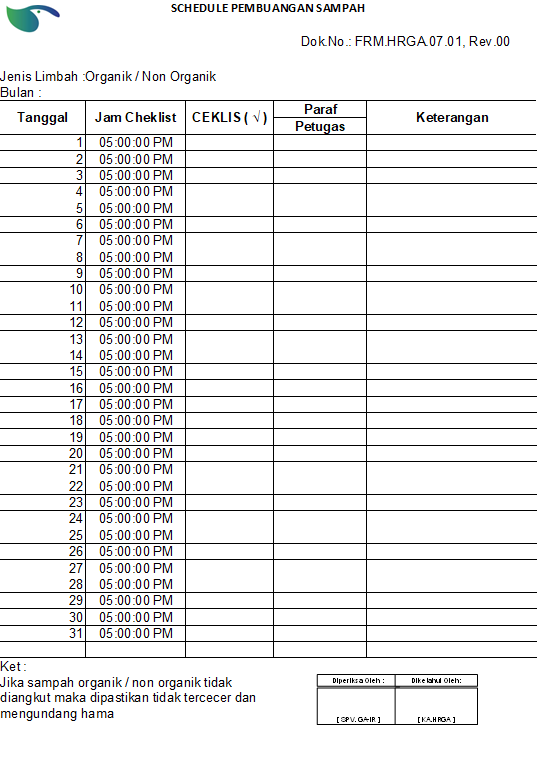 SCHEDULE PEMBUANGAN SAMPAH
Dok.No.: FRM.HRGA.07.01, Rev.00
Jenis Limbah :Organik / Non Organik
Bulan :
Tanggal Jam Cheklist CEKLIS ( √ ) Paraf Petugas Keterangan
1 05:00:00 PM
2 05:00:00 PM
3 05:00:00 PM
4 05:00:00 PM
5 05:00:00 PM
6 05:00:00 PM
7 05:00:00 PM
8 05:00:00 PM
9 05:00:00 PM
10 05:00:00 PM
11 05:00:00 PM
12 05:00:00 PM
13 05:00:00 PM
14 05:00:00 PM
15 05:00:00 PM
16 05:00:00 PM
17 05:00:00 PM
18 05:00:00 PM
19 05:00:00 PM
20 05:00:00 PM
21 05:00:00 PM
22 05:00:00 PM
23 05:00:00 PM
24 05:00:00 PM
25 05:00:00 PM
26 05:00:00 PM
27 05:00:00 PM
28 05:00:00 PM
29 05:00:00 PM
30 05:00:00 PM
31 05:00:00 PM
Ket :
Jika sampah organik / non organik tidak
diangkut maka dipastikan tidak tercecer dan
mengundang hama
Diperiksa Oleh : Diketahui Oleh:
[ SPV. GA-IR ] [ KA.HRGA ]